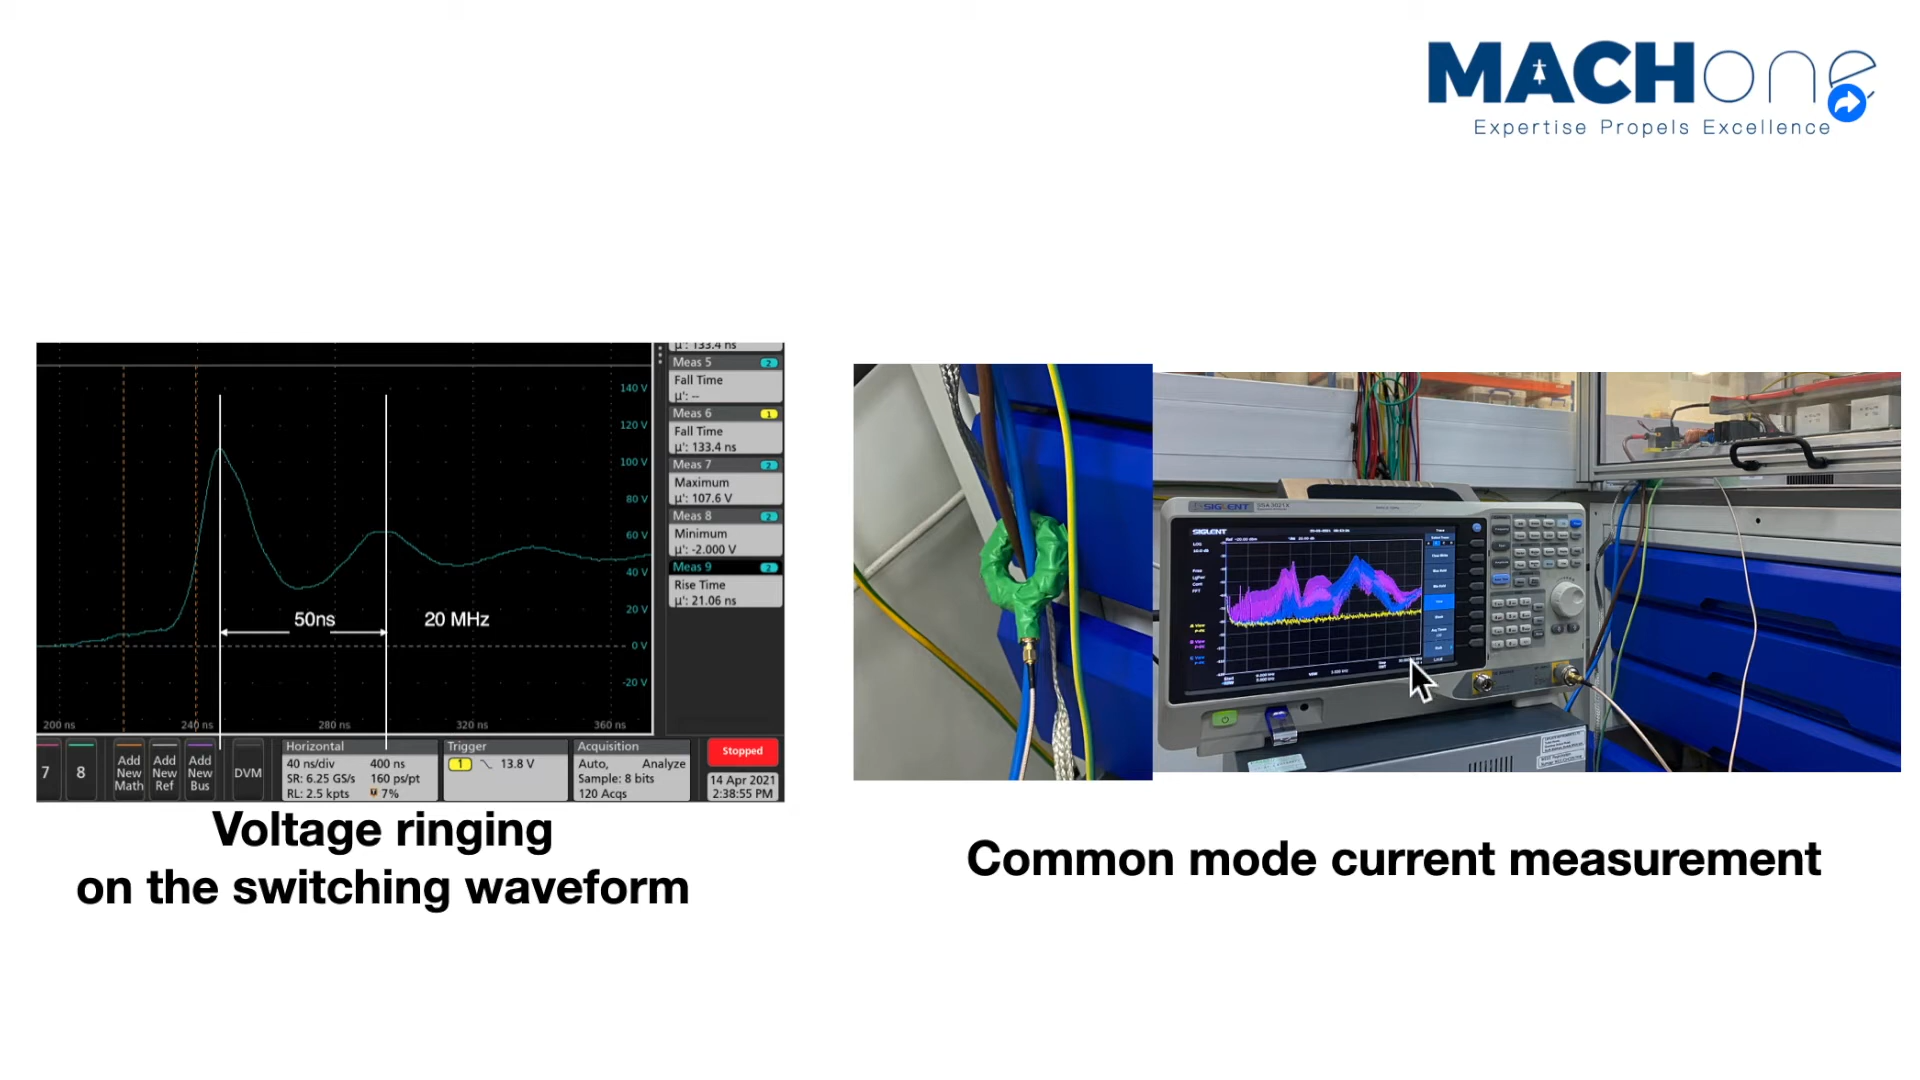 MACHone
Expertise Propels Excellence
µ': 133.4 ns
Meas 5 2
Fall Time
µ': --
Meas 6 1
Fall Time
µ': 133.4 ns
Meas 7 2
Maximum
µ': 107.6 V
Meas 8 2
Minimum
µ': -2.000 V
Meas 9 2
Rise Time
µ': 21.06 ns
140 V
120 V
100 V
80 V
60 V
40 V
20 V
0 V
-20 V
50ns
20 MHz
200 ns
240 ns
280 ns
320 ns
360 ns
7
8
Add New Math
Add New Ref
Add New Bus
DVM
Horizontal
40 ns/div 400 ns
SR: 6.25 GS/s 160 ps/pt
RL: 2.5 kpts 7%
Trigger
1 13.8 V
Acquisition
Auto, Analyze
Sample: 8 bits
120 Acqs
Stopped
14 Apr 2021
2:38:55 PM
SIGLENT
SIGLENT
Voltage ringing
on the switching waveform
Common mode current measurement